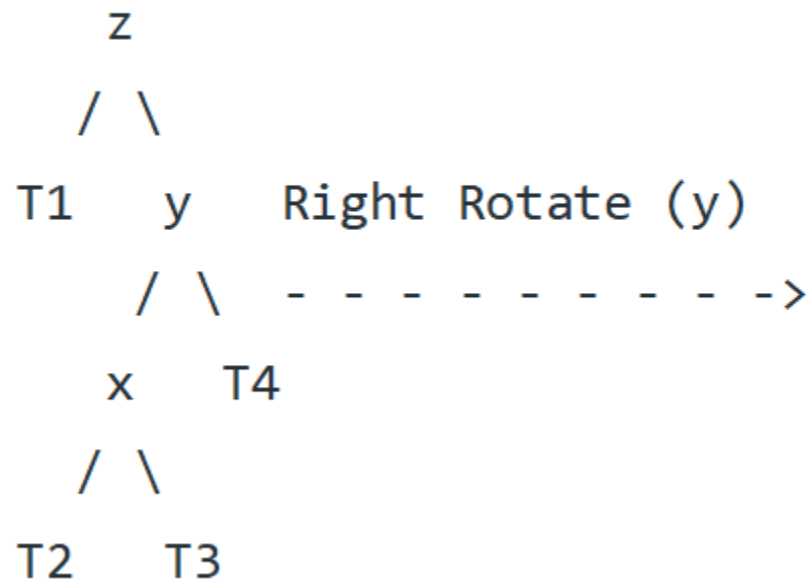 z
/ \
T1 y Right Rotate (y)
/ \ - - - - - - - - ->
x T4
/ \
T2 T3